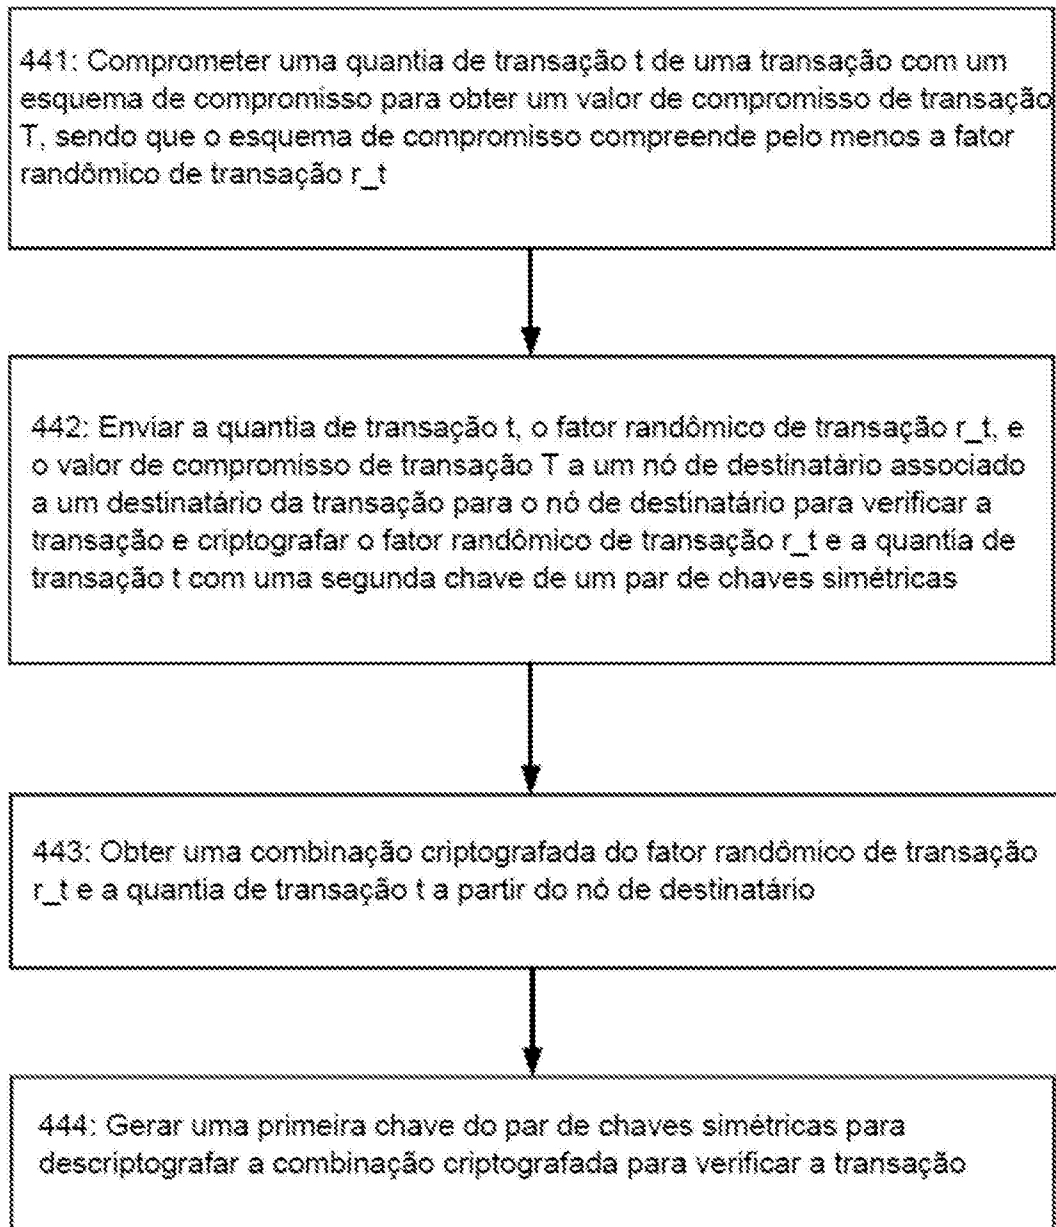 441: Comprometer uma quantia de transação t de uma transação com um
esquema de compromisso para obter um valor de compromisso de transação
T, sendo que o esquema de compromisso compreende pelo menos a fator
randômico de transação r_t
442: Enviar a quantia de transação t, o fator randômico de transação r_t, e
o valor de compromisso de transação T a um nó de destinatário associado
a um destinatário da transação para o nó de destinatário para verificar a
transação e criptografar o fator randômico de transação r_t e a quantia de
transação t com uma segunda chave de um par de chaves simétricas
443: Obter uma combinação criptografada do fator randômico de transação
r_t e a quantia de transação t a partir do nó de destinatário
444: Gerar uma primeira chave do par de chaves simétricas para
descriptografar a combinação criptografada para verificar a transação